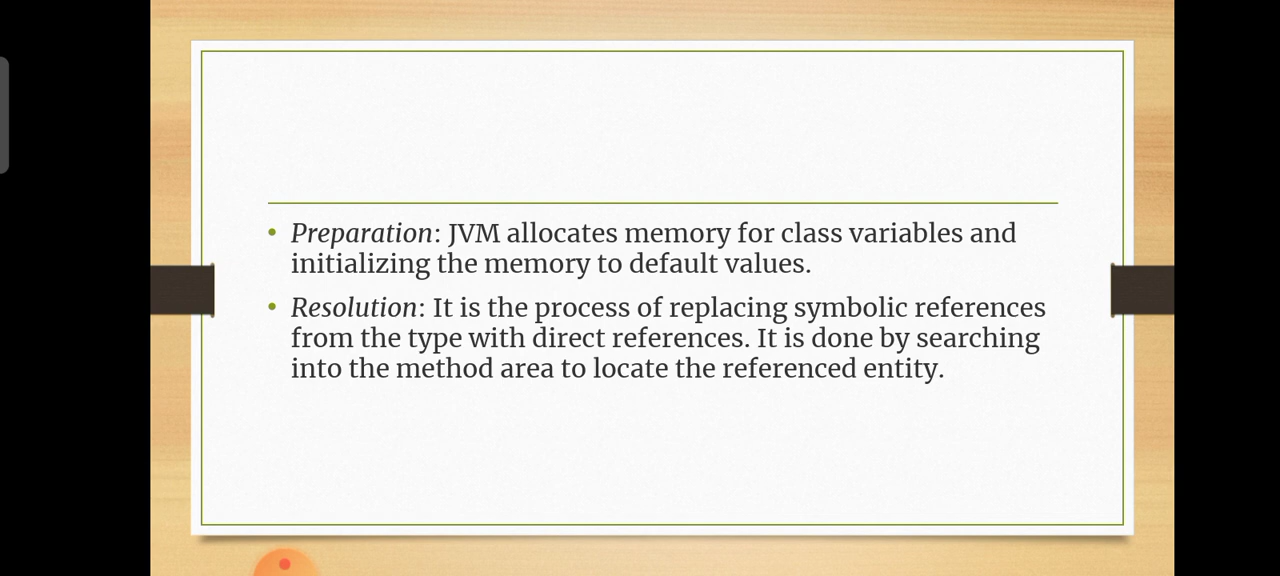 • Preparation: JVM allocates memory for class variables and
initializing the memory to default values.
• Resolution: It is the process of replacing symbolic references
from the type with direct references. It is done by searching
into the method area to locate the referenced entity.